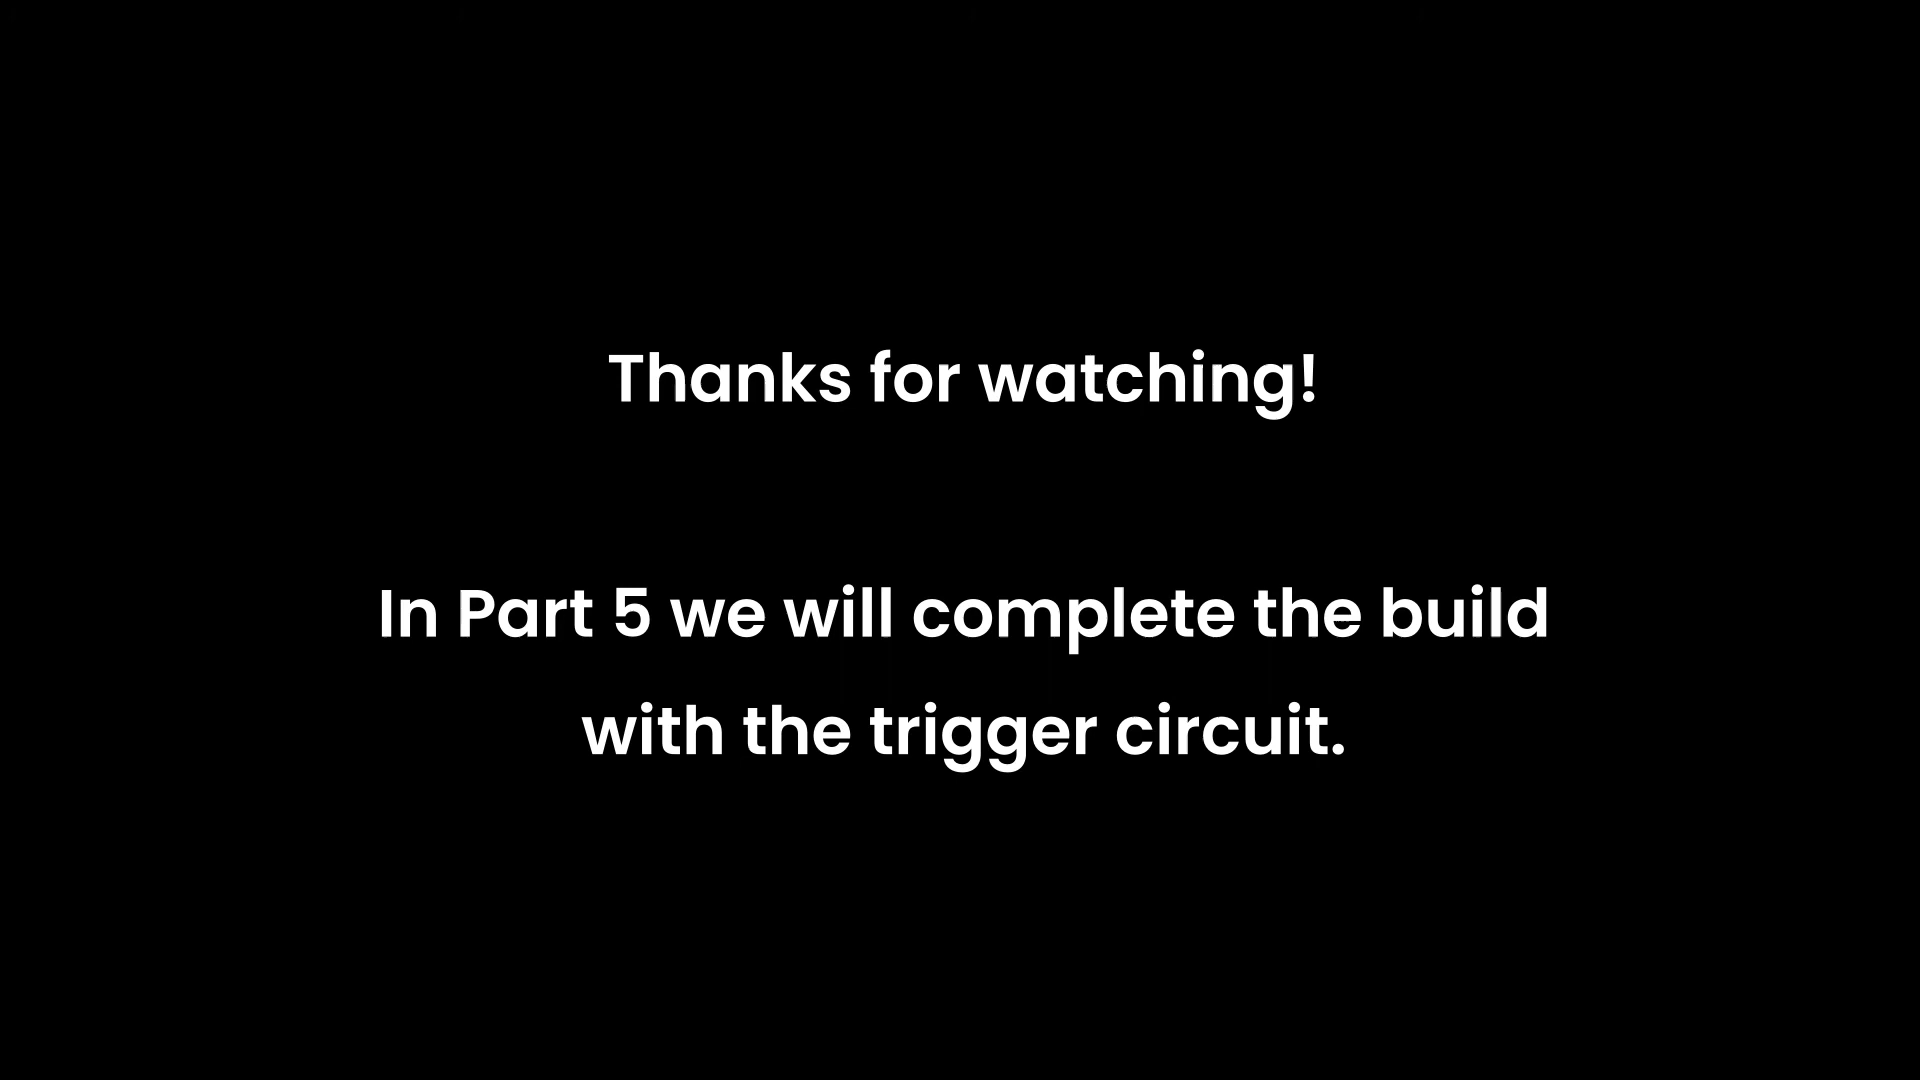 Thanks for watching!
In Part 5 we will complete the build
with the trigger circuit.